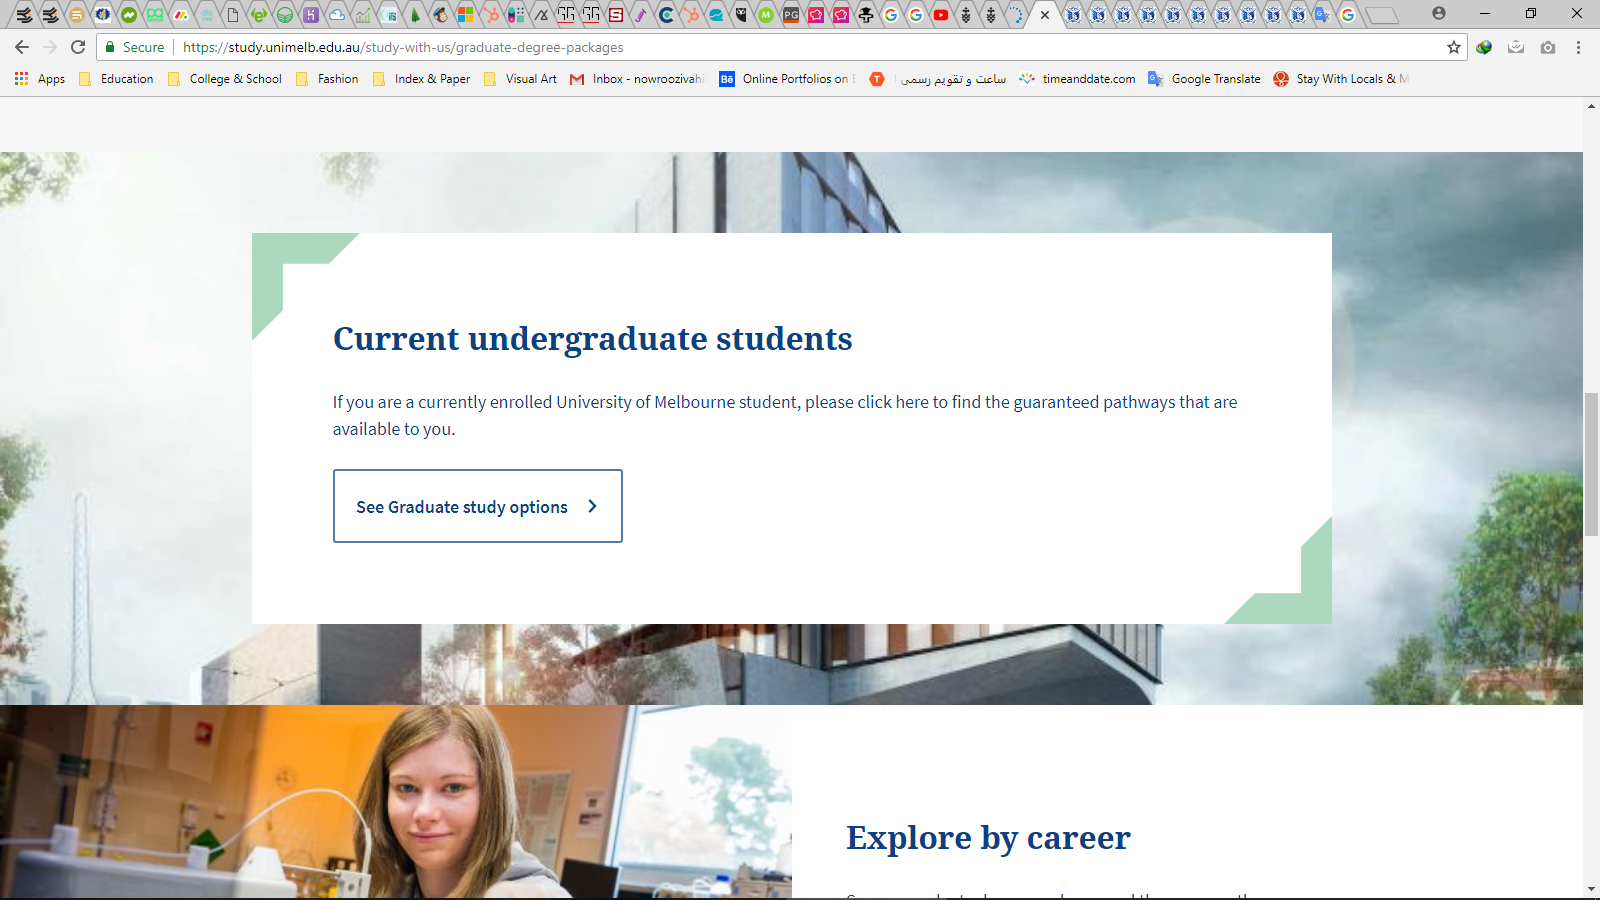 Secure
https://study.unimelb.edu.au/study-with-us/graduate-degree-packages
Apps Education College & School Fashion Index & Paper Visual Art Inbox - nowroozivahi Online Portfolios on ساعت و تقویم رسمی timeanddate.com Google Translate Stay With Locals & M
Current undergraduate students
If you are a currently enrolled University of Melbourne student, please click here to find the guaranteed pathways that are
available to you.
See Graduate study options
Explore by career